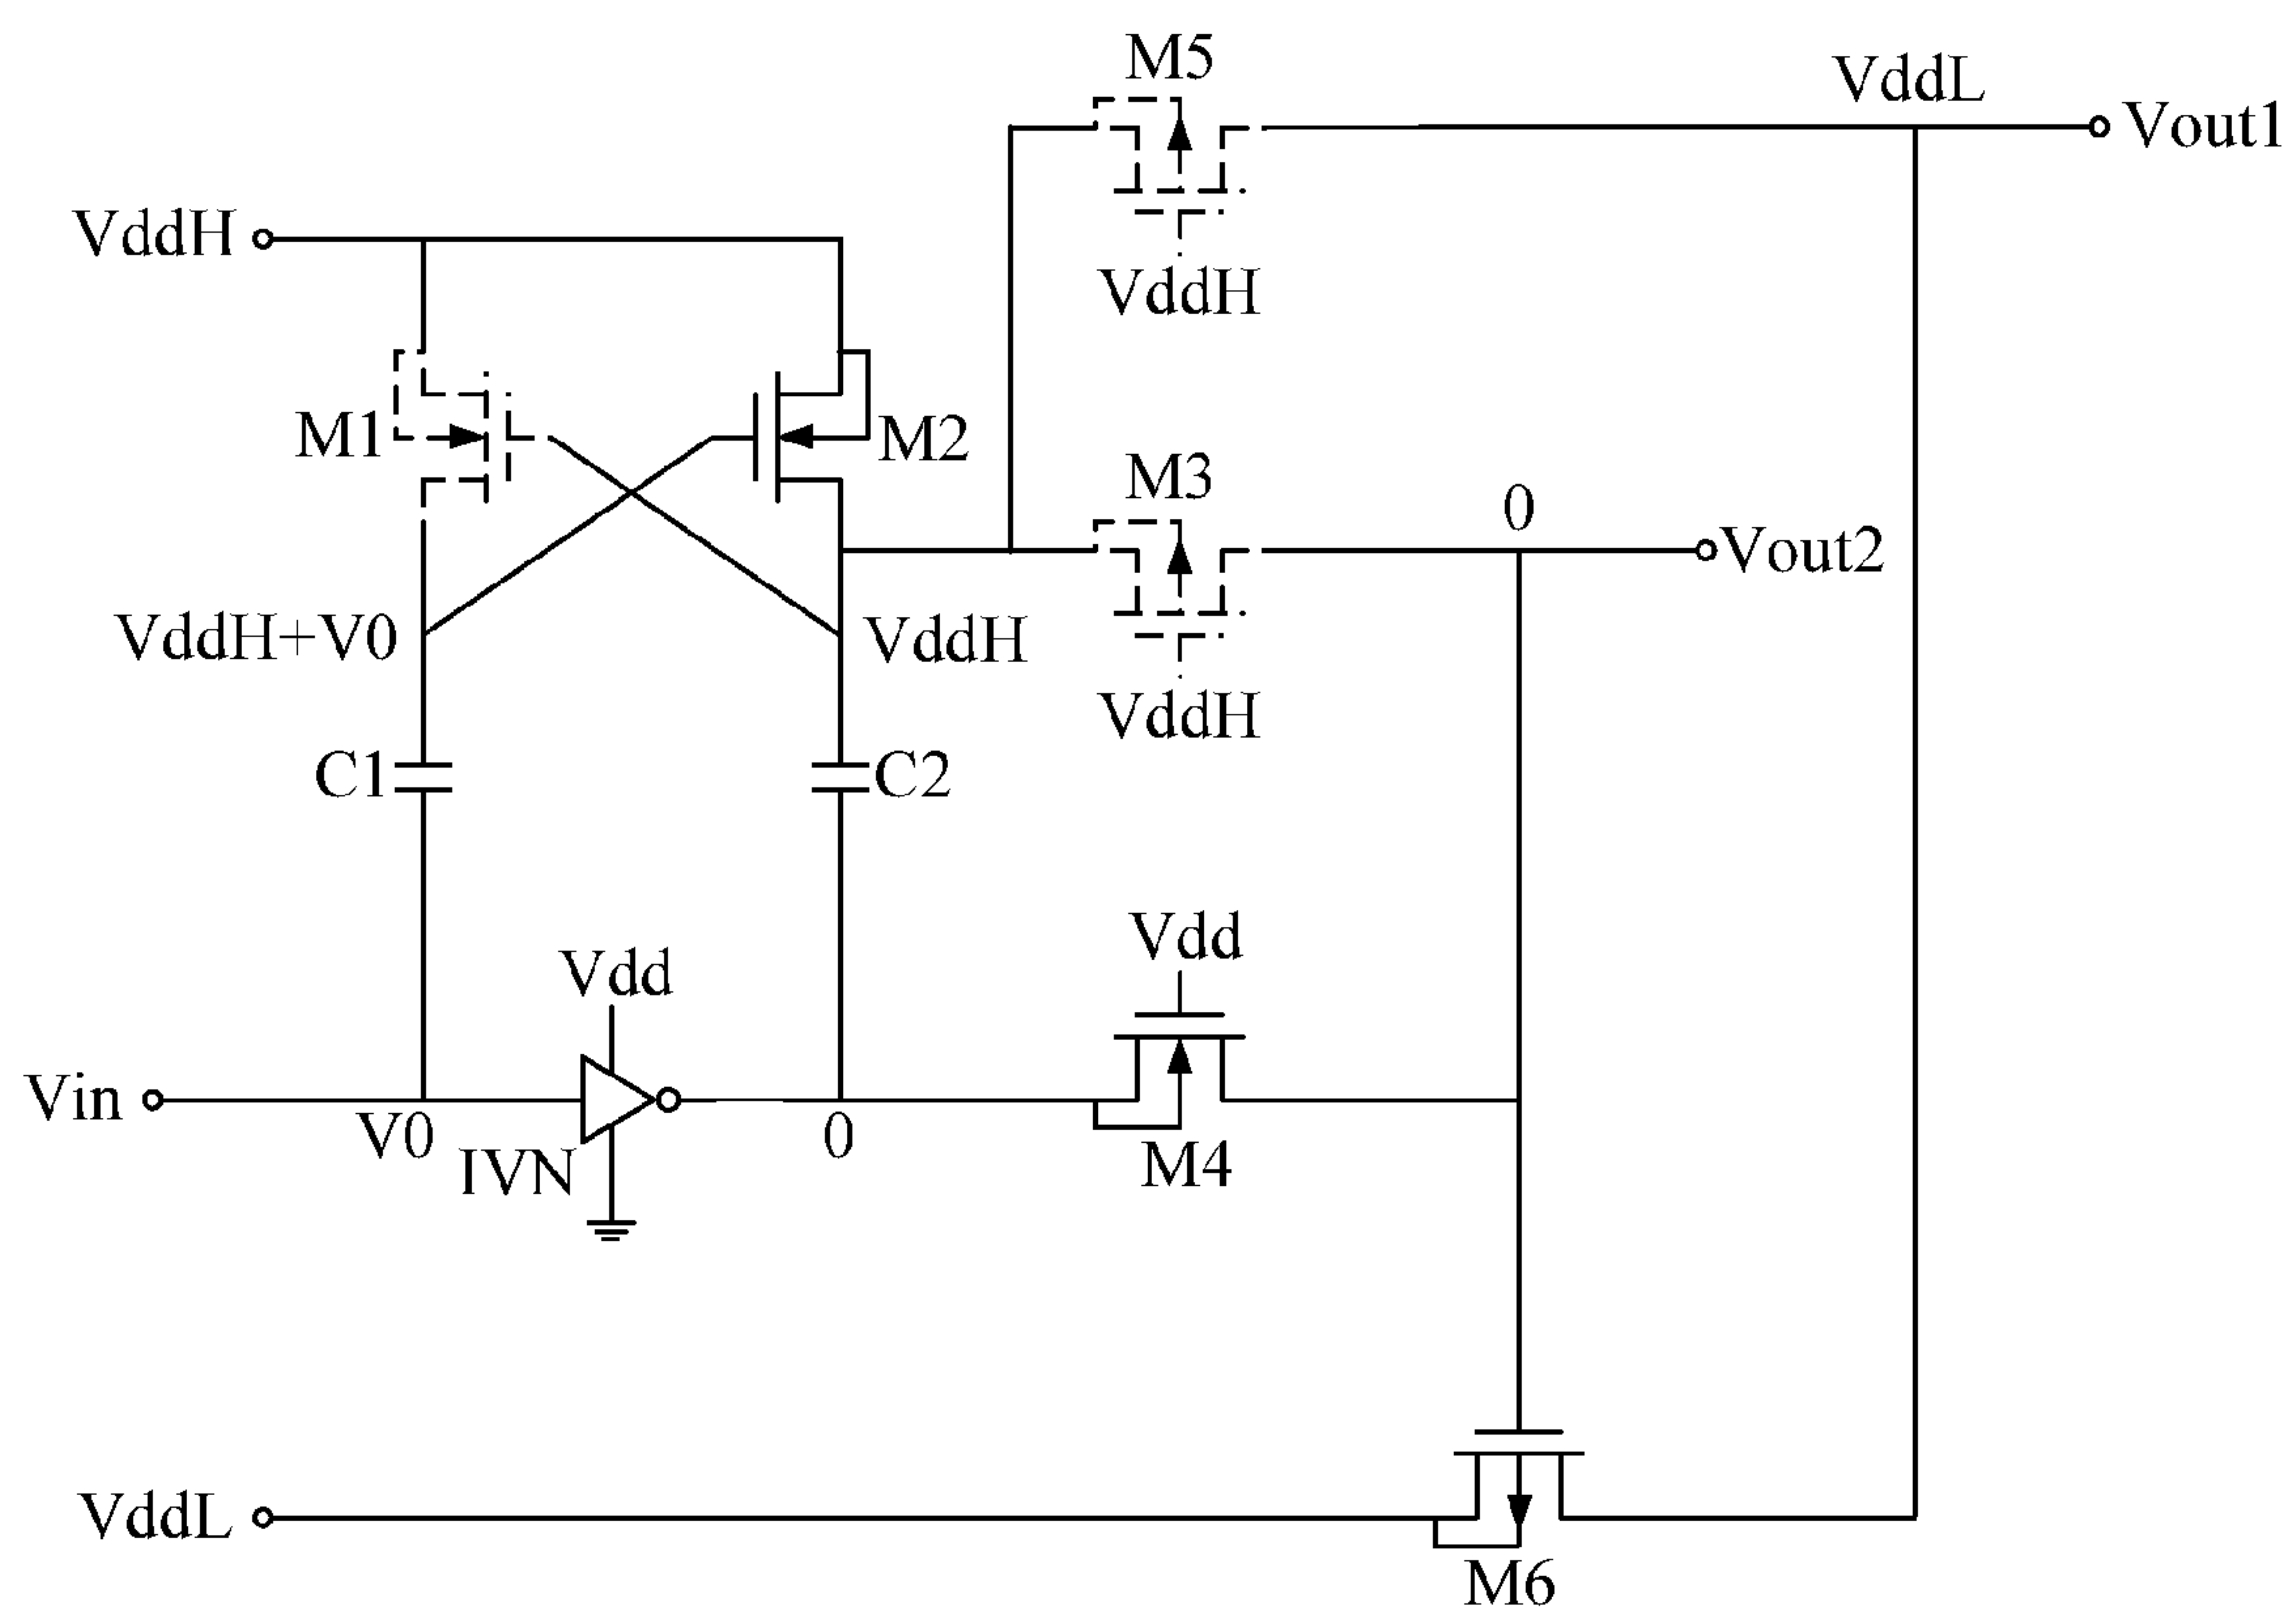 M5
VddL
Vout1
VddH
VddH
M1
M2
M3
0
Vout2
VddH+V0
VddH
VddH
C1
C2
Vdd
Vdd
Vin
V0
IVN
0
M4
VddL
M6